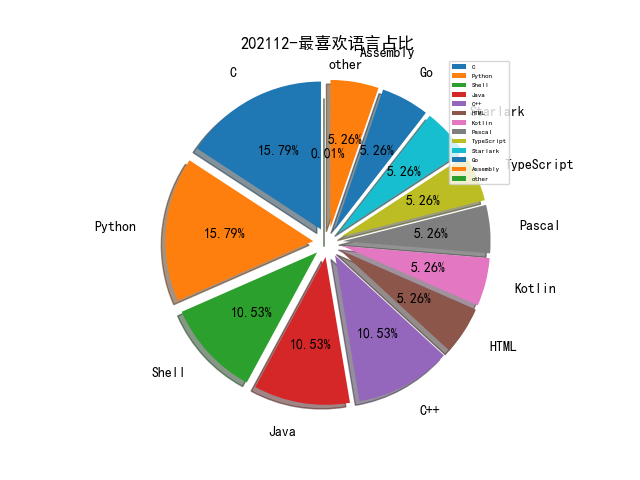 202112-最喜欢语言占比
C
Python
Shell
Java
C++
HTML
Kotlin
Pascal
TypeScript
Starlark
Go
Assembly
other
15.79%
15.79%
10.53%
10.53%
10.53%
5.26%
5.26%
5.26%
5.26%
5.26%
5.26%
5.26%
0.01%
C
Python
Shell
Java
C++
HTML
Kotlin
Pascal
TypeScript
Starlark
Go
Assembly
other